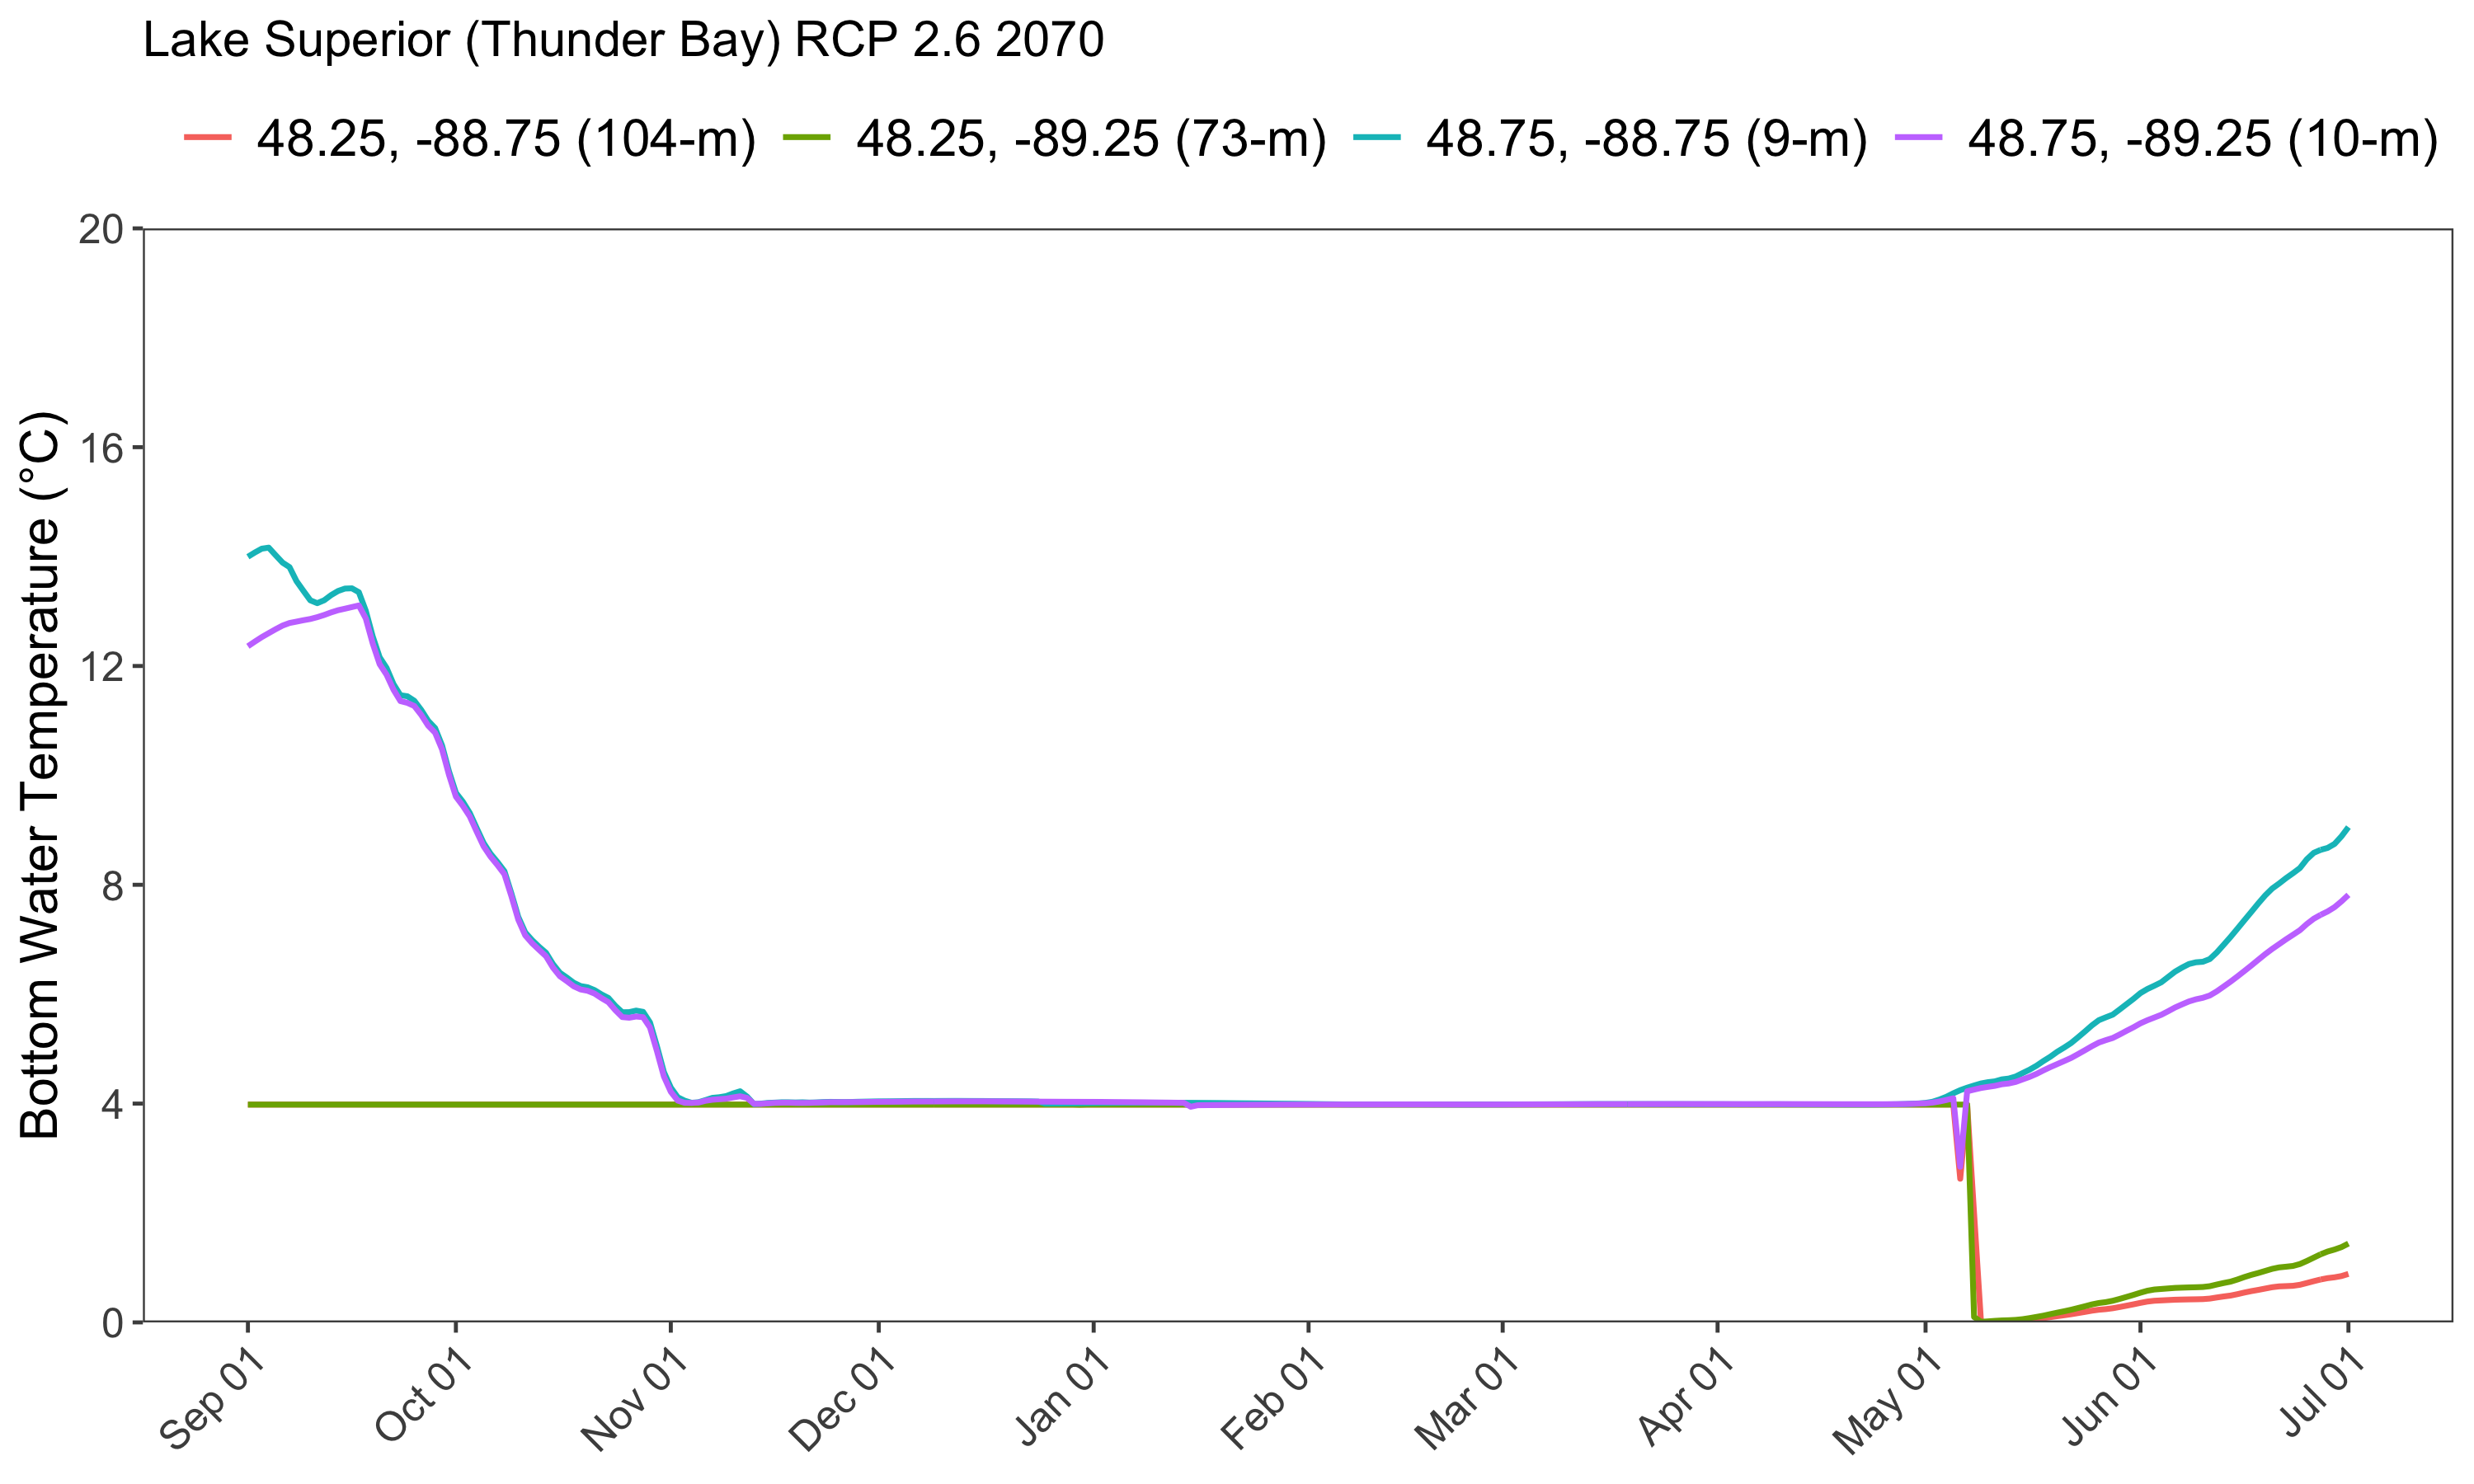 Lake Superior (Thunder Bay) RCP 2.6 2070
48.25, -88.75 (104-m) 48.25, -89.25 (73-m) 48.75, -88.75 (9-m) 48.75, -89.25 (10-m)
Bottom Water Temperature (°C)
20
16
12
8
4
0
Sep 01 Oct 01 Nov 01 Dec 01 Jan 01 Feb 01 Mar 01 Apr 01 May 01 Jun 01 Jul 01